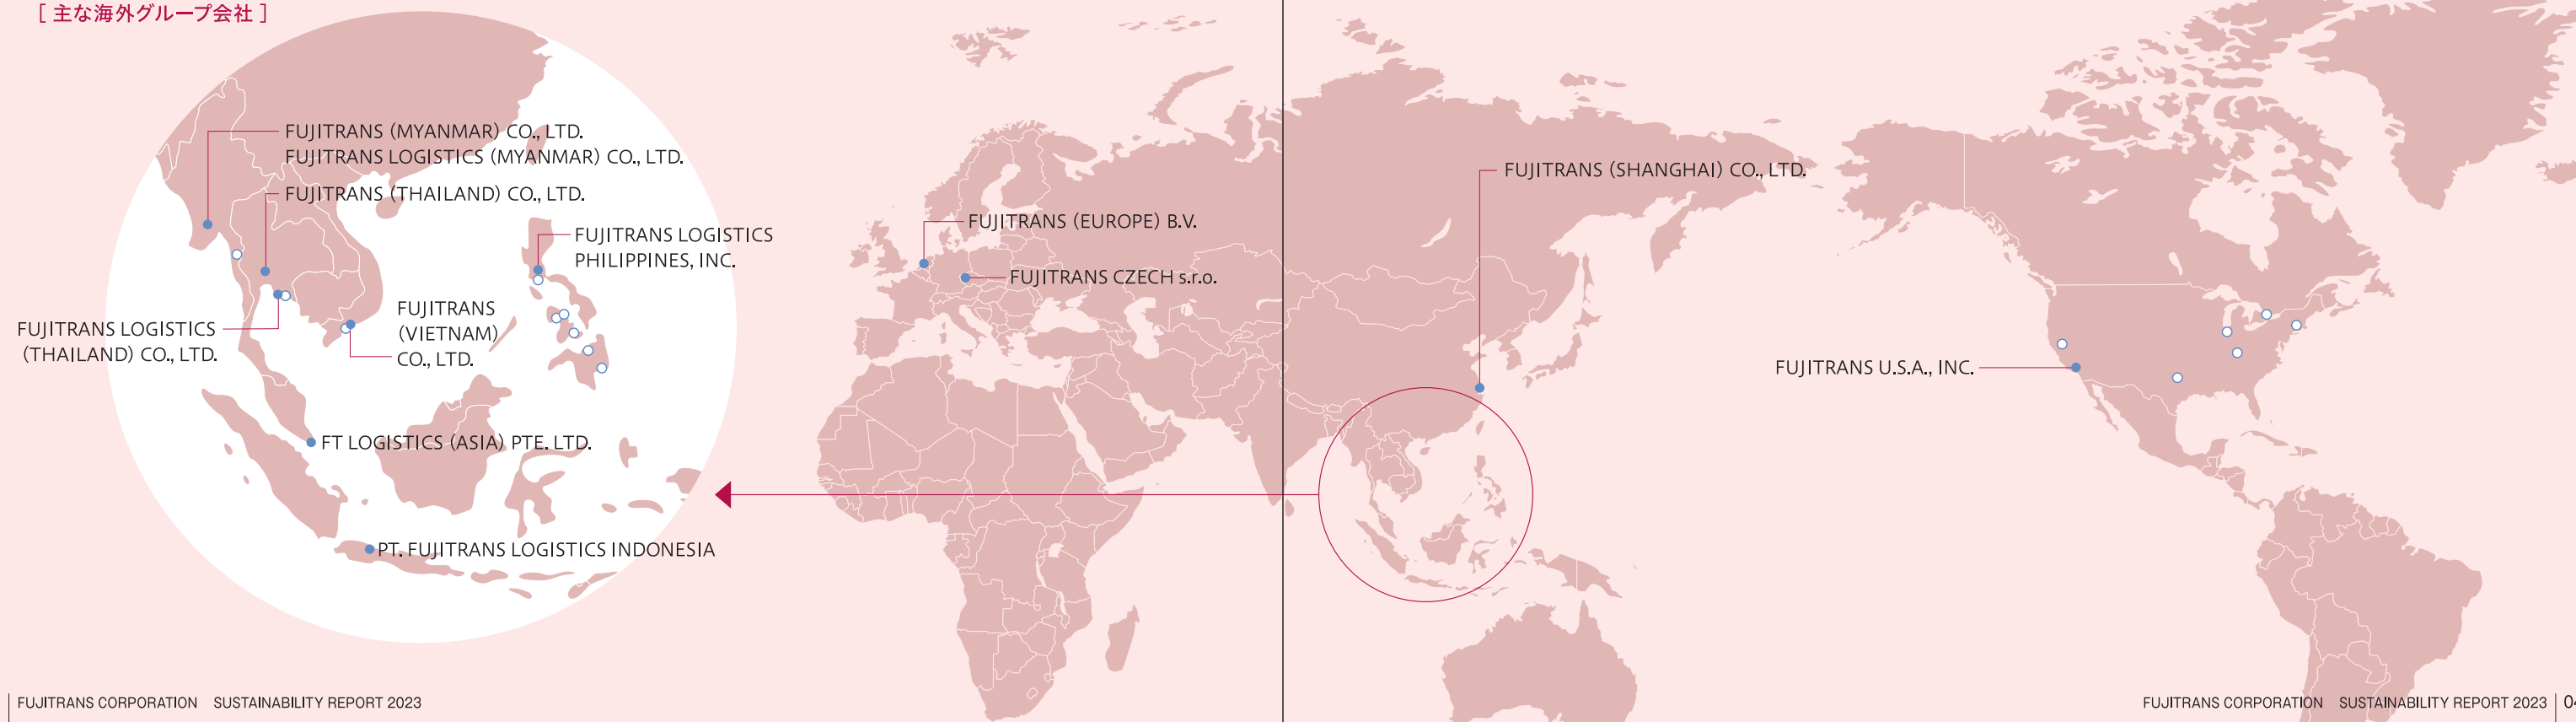 [ 主な海外グループ会社 ]
FUJITRANS (MYANMAR) CO., LTD.
FUJITRANS LOGISTICS (MYANMAR) CO., LTD.
FUJITRANS (THAILAND) CO., LTD.
FUJITRANS LOGISTICS
PHILIPPINES, INC.
FUJITRANS
(VIETNAM)
CO., LTD.
FUJITRANS LOGISTICS
(THAILAND) CO., LTD.
FT LOGISTICS (ASIA) PTE. LTD.
PT. FUJITRANS LOGISTICS INDONESIA
FUJITRANS (EUROPE) B.V.
FUJITRANS CZECH s.r.o.
FUJITRANS (SHANGHAI) CO., LTD.
FUJITRANS U.S.A., INC.
FUJITRANS CORPORATION SUSTAINABILITY REPORT 2023
FUJITRANS CORPORATION SUSTAINABILITY REPORT 2023